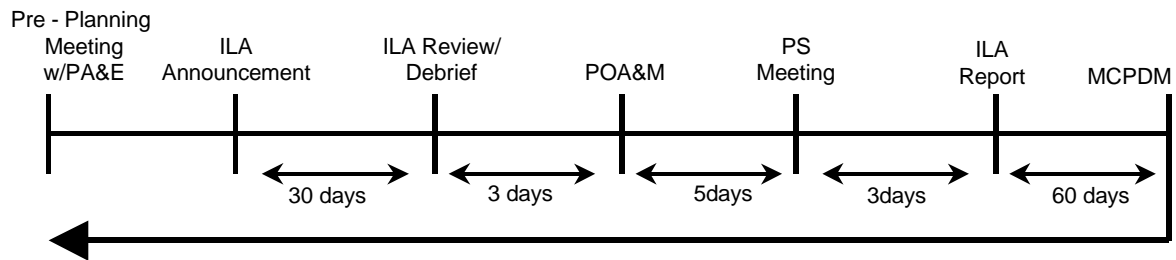 Pre - Planning
Meeting
w/PA&E
ILA
Announcement
ILA Review/
Debrief
POA&M
PS
Meeting
ILA
Report
MCPDM
30 days
3 days
5days
3days
60 days